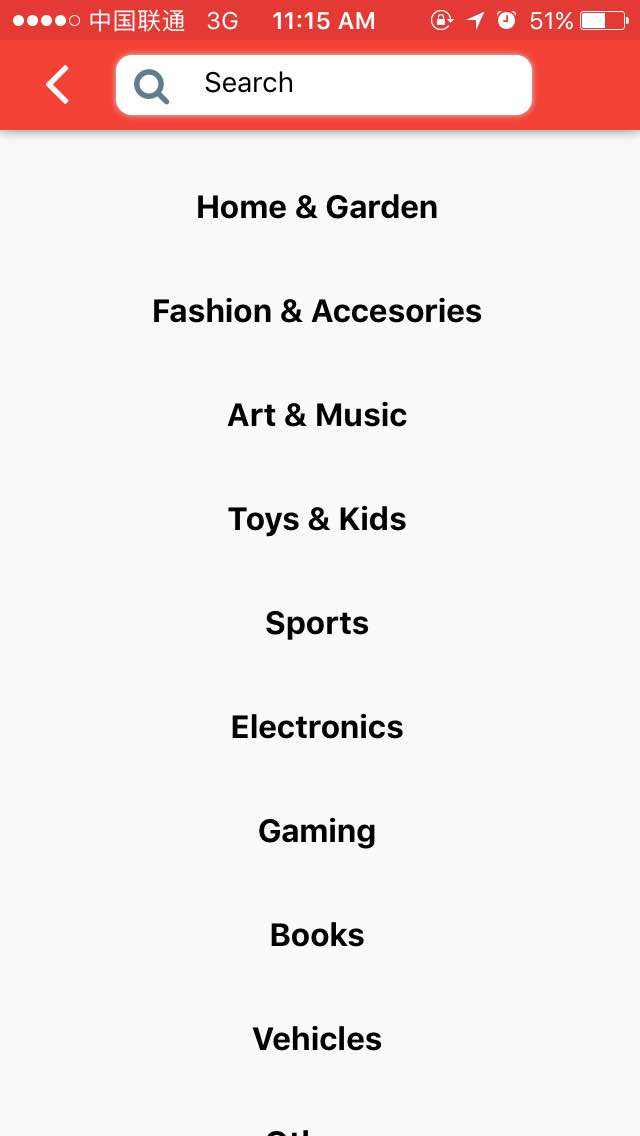 中国联通 3G 11:15 AM 51%
Search
Home & Garden
Fashion & Accesories
Art & Music
Toys & Kids
Sports
Electronics
Gaming
Books
Vehicles